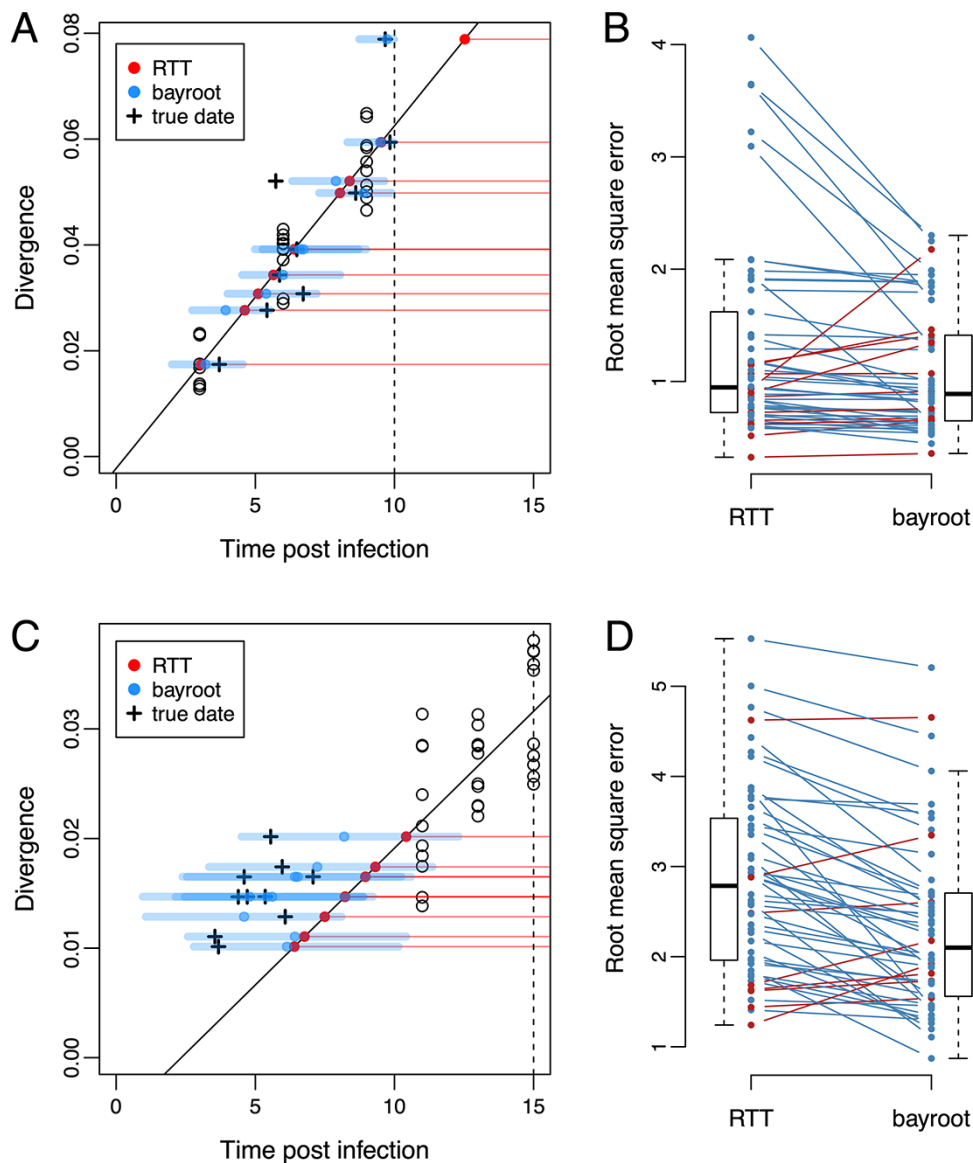 A
RTT
bayroot
true date
Divergence
0.08
0.06
0.04
0.02
0.00
0 5 10 15
Time post infection
B
Root mean square error
4
3
2
1
RTT bayroot
C
RTT
bayroot
true date
Divergence
0.03
0.02
0.01
0.00
0 5 10 15
Time post infection
D
Root mean square error
5
4
3
2
1
RTT bayroot